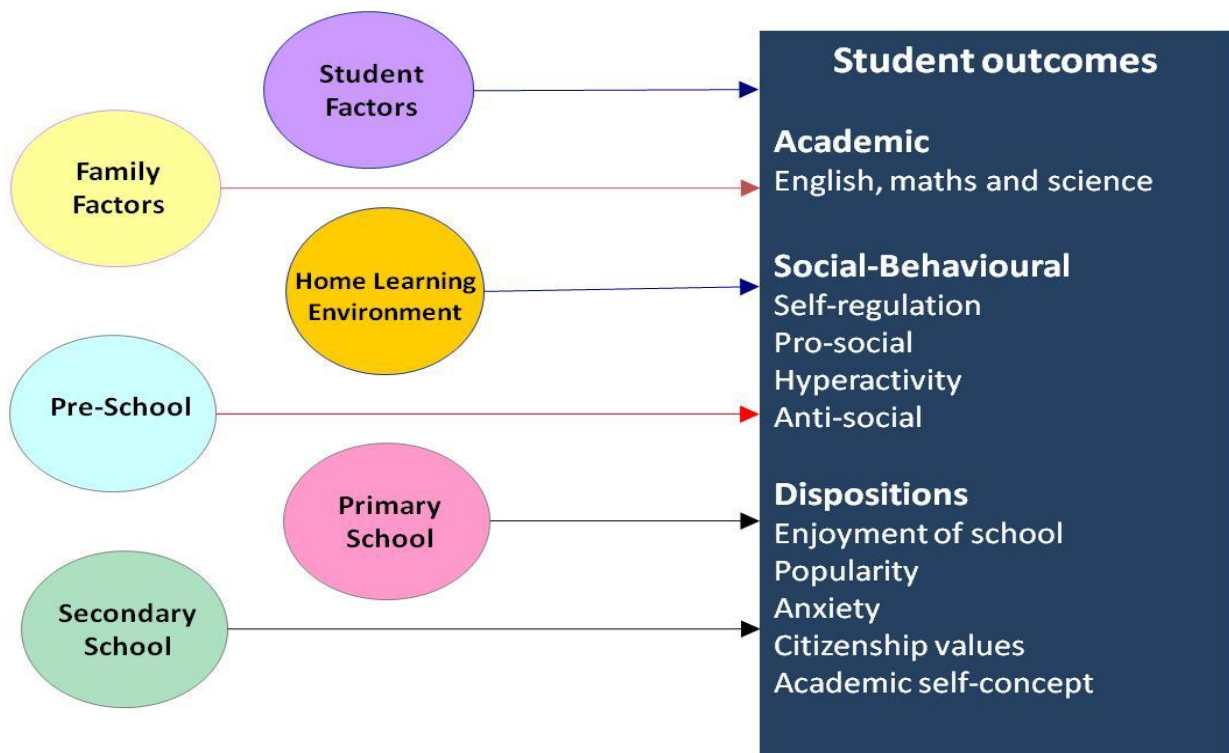 Student
Factors
Family
Factors
Home Learning
Environment
Pre-School
Primary
School
Secondary
School
Student outcomes
Academic
English, maths and science
Social-Behavioural
Self-regulation
Pro-social
Hyperactivity
Anti-social
Dispositions
Enjoyment of school
Popularity
Anxiety
Citizenship values
Academic self-concept